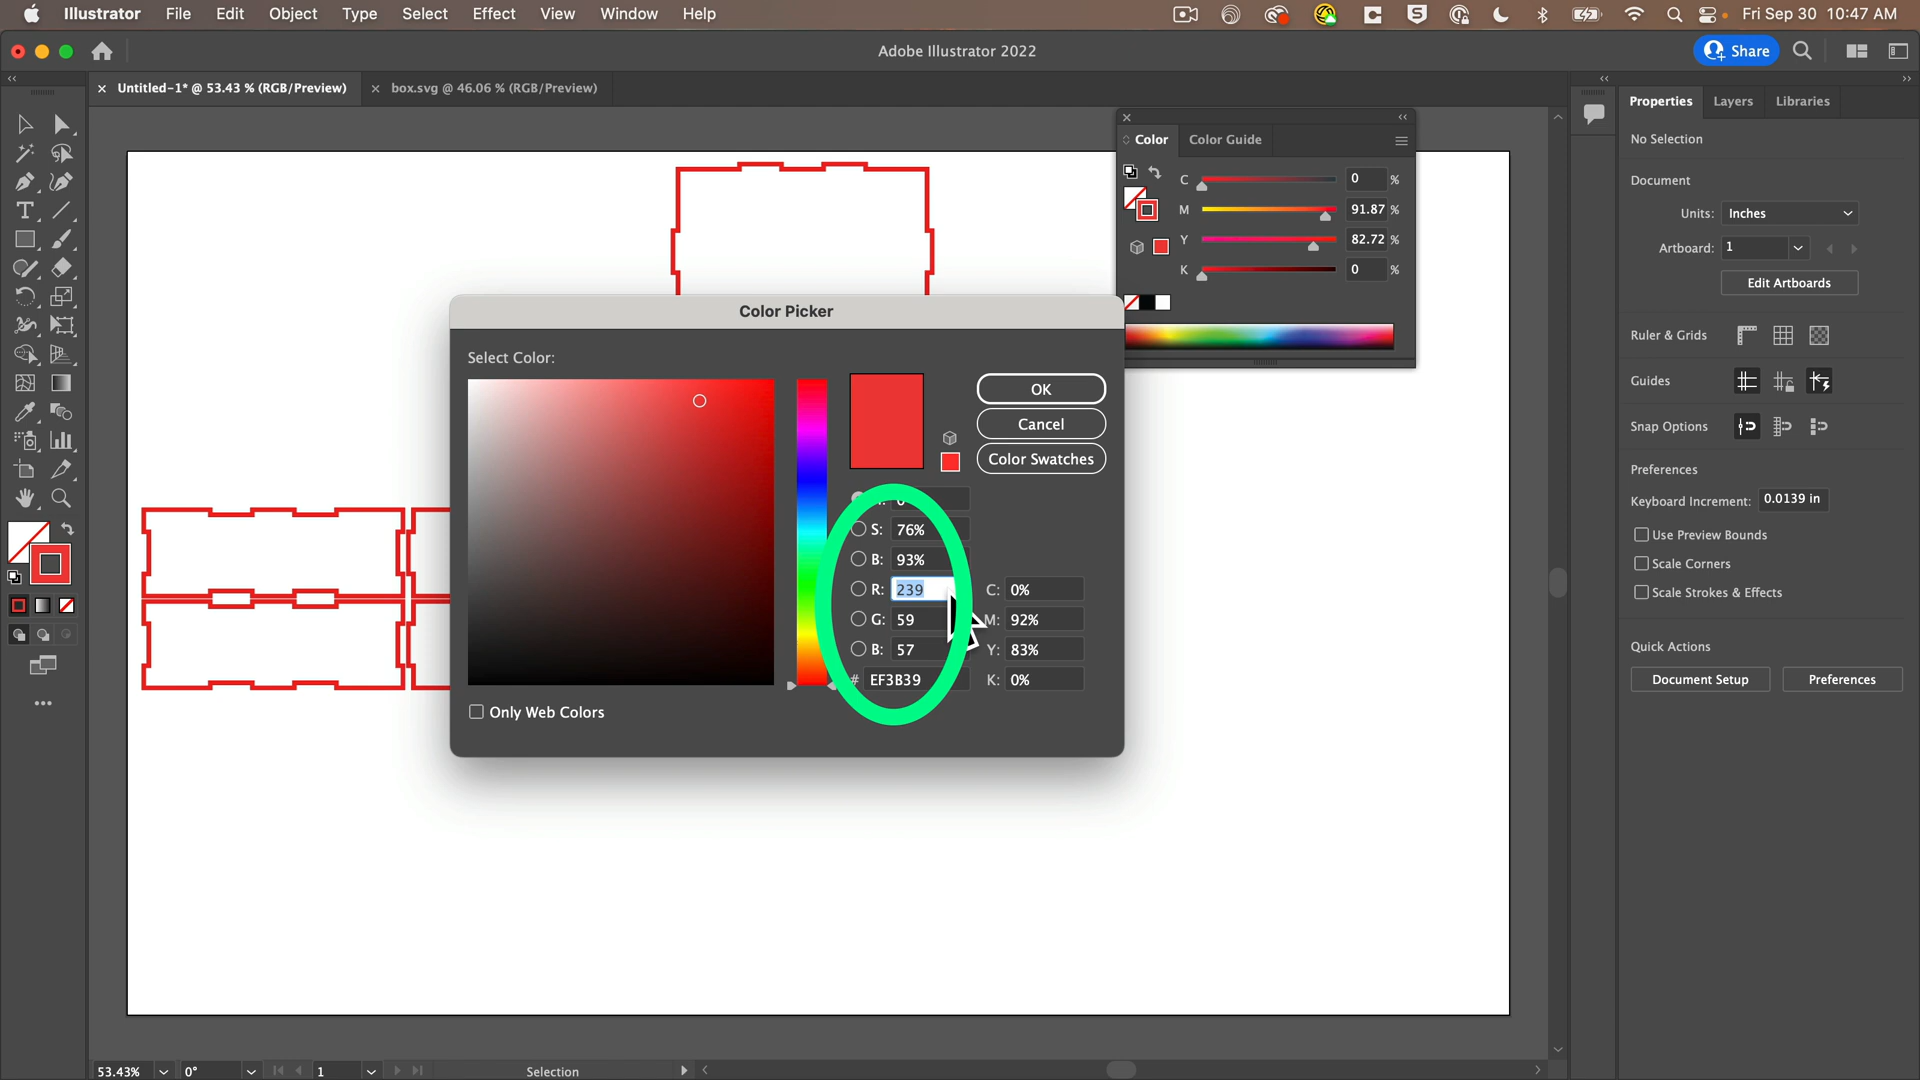 Illustrator File Edit Object Type Select Effect View Window Help
Fri Sep 30 10:47 AM
Adobe Illustrator 2022
Share
Untitled-1* @ 53.43 % (RGB/Preview)
box.svg @ 46.06 % (RGB/Preview)
Properties Layers Libraries
No Selection
Document
Units: Inches
Artboard: 1
Edit Artboards
Ruler & Grids
Guides
Snap Options
Preferences
Keyboard Increment: 0.0139 in
Use Preview Bounds
Scale Corners
Scale Strokes & Effects
Quick Actions
Document Setup Preferences
Color Color Guide
C 0 %
M 91.87 %
Y 82.72 %
K 0 %
Color Picker
Select Color:
OK
Cancel
Color Swatches
S: 76%
B: 93%
R: 239 C: 0%
G: 59 M: 92%
B: 57 Y: 83%
# EF3B39 K: 0%
Only Web Colors
53.43% 0° 1 Selection